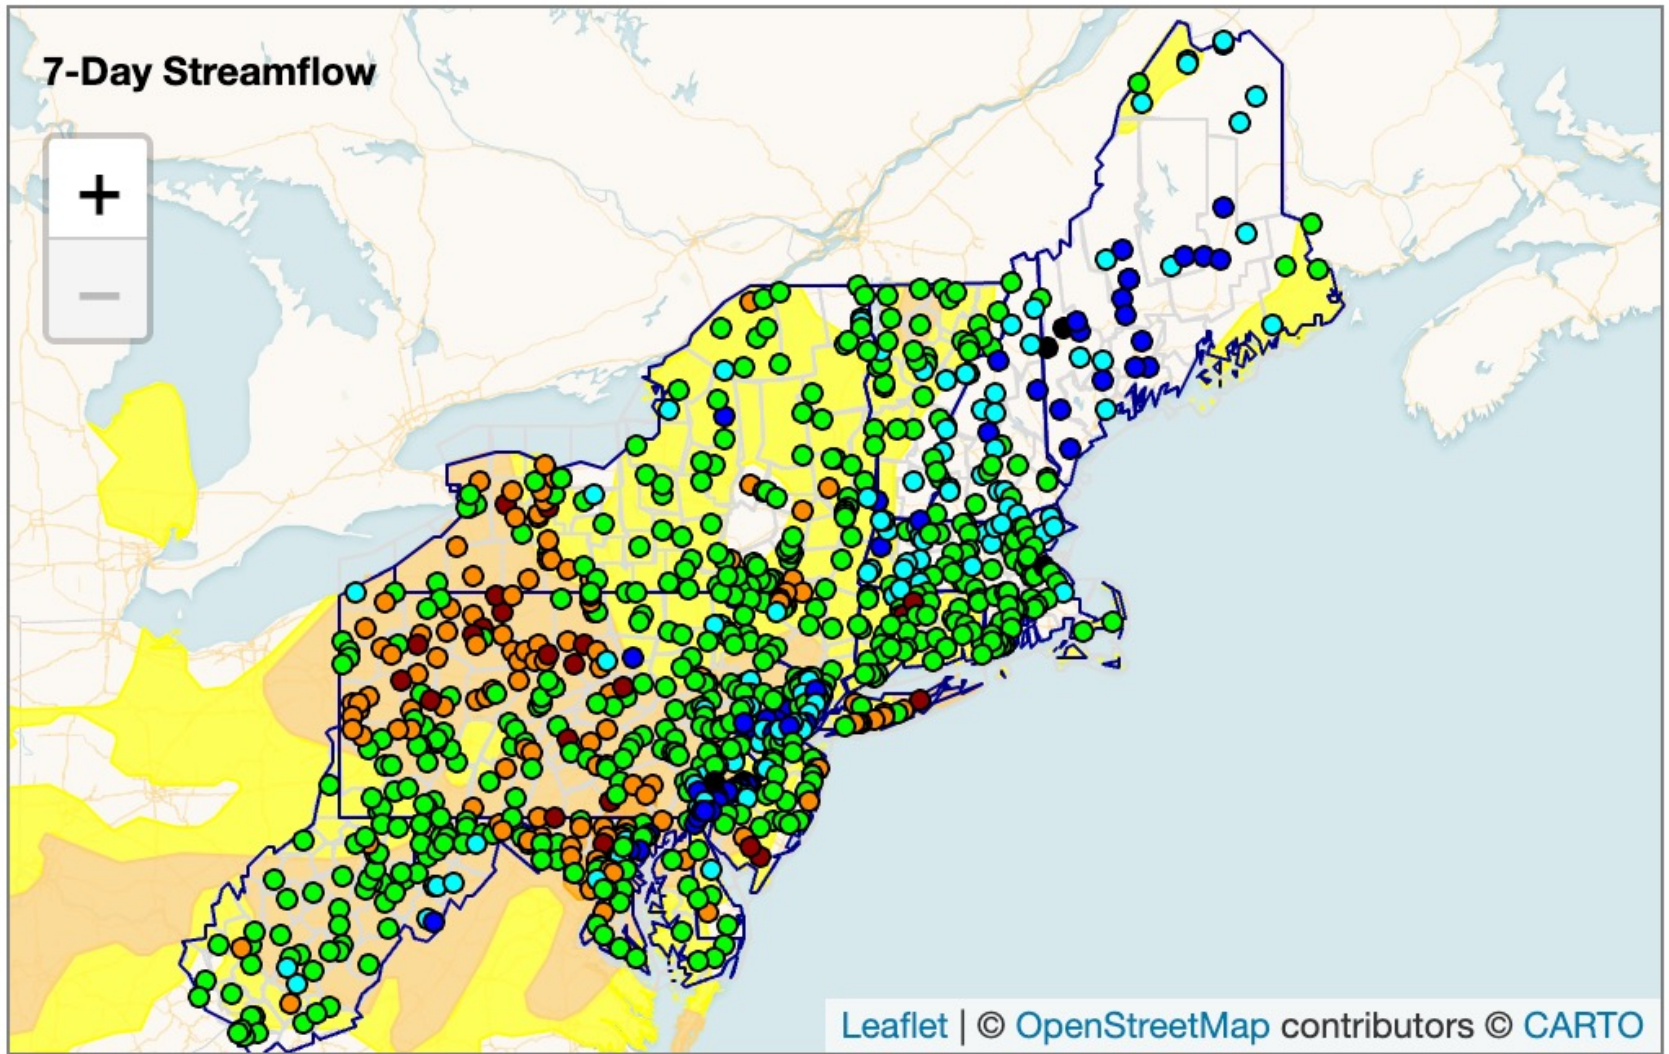 7-Day Streamflow
+
−
Leaflet | © OpenStreetMap contributors © CARTO